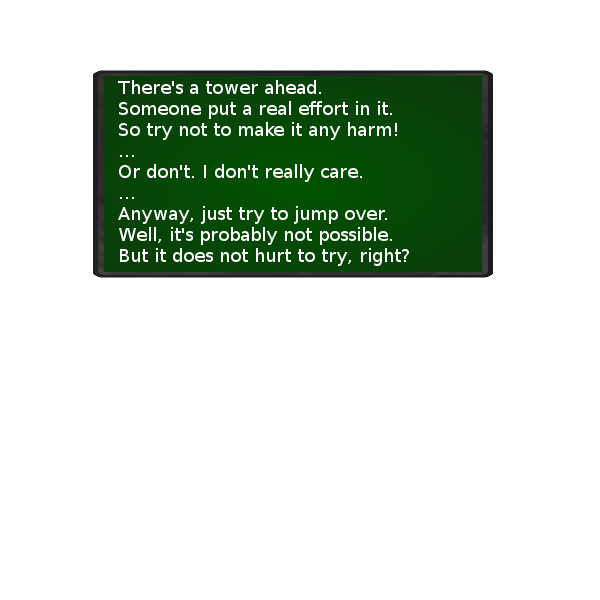 There's a tower ahead.
Someone put a real effort in it.
So try not to make it any harm!
...
Or don't. I don't really care.
...
Anyway, just try to jump over.
Well, it's probably not possible.
But it does not hurt to try, right?